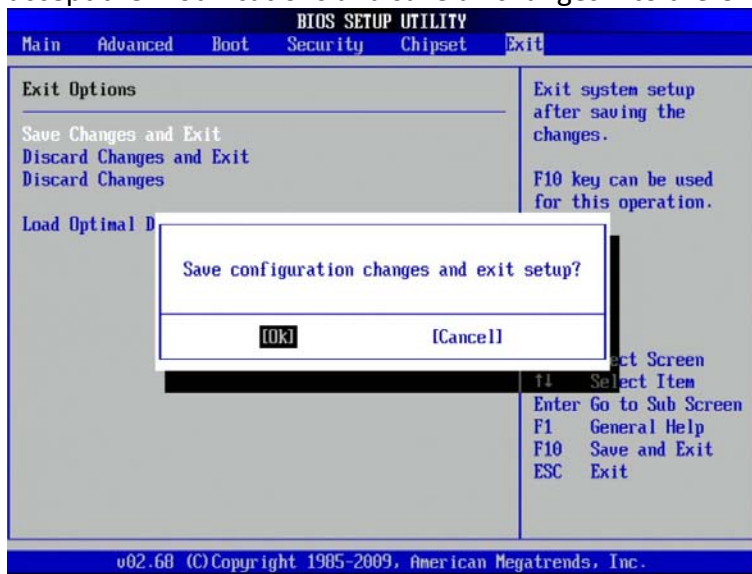 BIOS SETUP UTILITY
Main Advanced Boot Security Chipset Exit
Exit Options
Save Changes and Exit
Discard Changes and Exit
Discard Changes
Load Optimal D
Exit system setup
after saving the
changes.
F10 key can be used
for this operation.
Save configuration changes and exit setup?
[Ok] [Cancel]
ect Screen
↑↓ Select Item
Enter Go to Sub Screen
F1 General Help
F10 Save and Exit
ESC Exit
v02.68 (C)Copyright 1985-2009, American Megatrends, Inc.